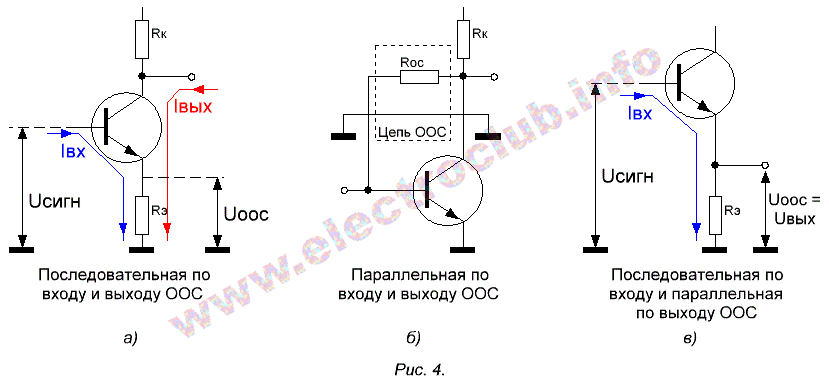 Rк
Iвых
Iвх
Uсигн
Rэ
Uоос
Последовательная по
входу и выходу ООС
а)
Rк
Rос
Цепь ООС
Параллельная по
входу и выходу ООС
б)
Iвх
Uсигн
Rэ
Uоос =
Uвых
Последовательная по
входу и параллельная
по выходу ООС
в)
Рис. 4.
www.electroclub.info